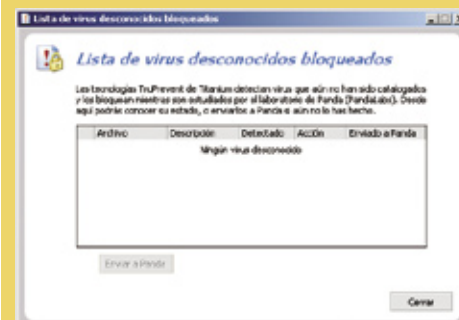 Lista de virus desconocidos bloqueados
Lista de virus desconocidos bloqueados
Las tecnologías TruPrevent de Titanium detectan virus que aún no han sido catalogados
y los bloquean mientras son estudiados por el laboratorio de Panda (PandaLabs). Desde
aquí podrás conocer su estado, o enviarlos a Panda si aún no lo has hecho.
Archivo Descripción Detectado Acción Enviado a Panda
Ningún virus desconocido
Enviar a Panda
Cerrar